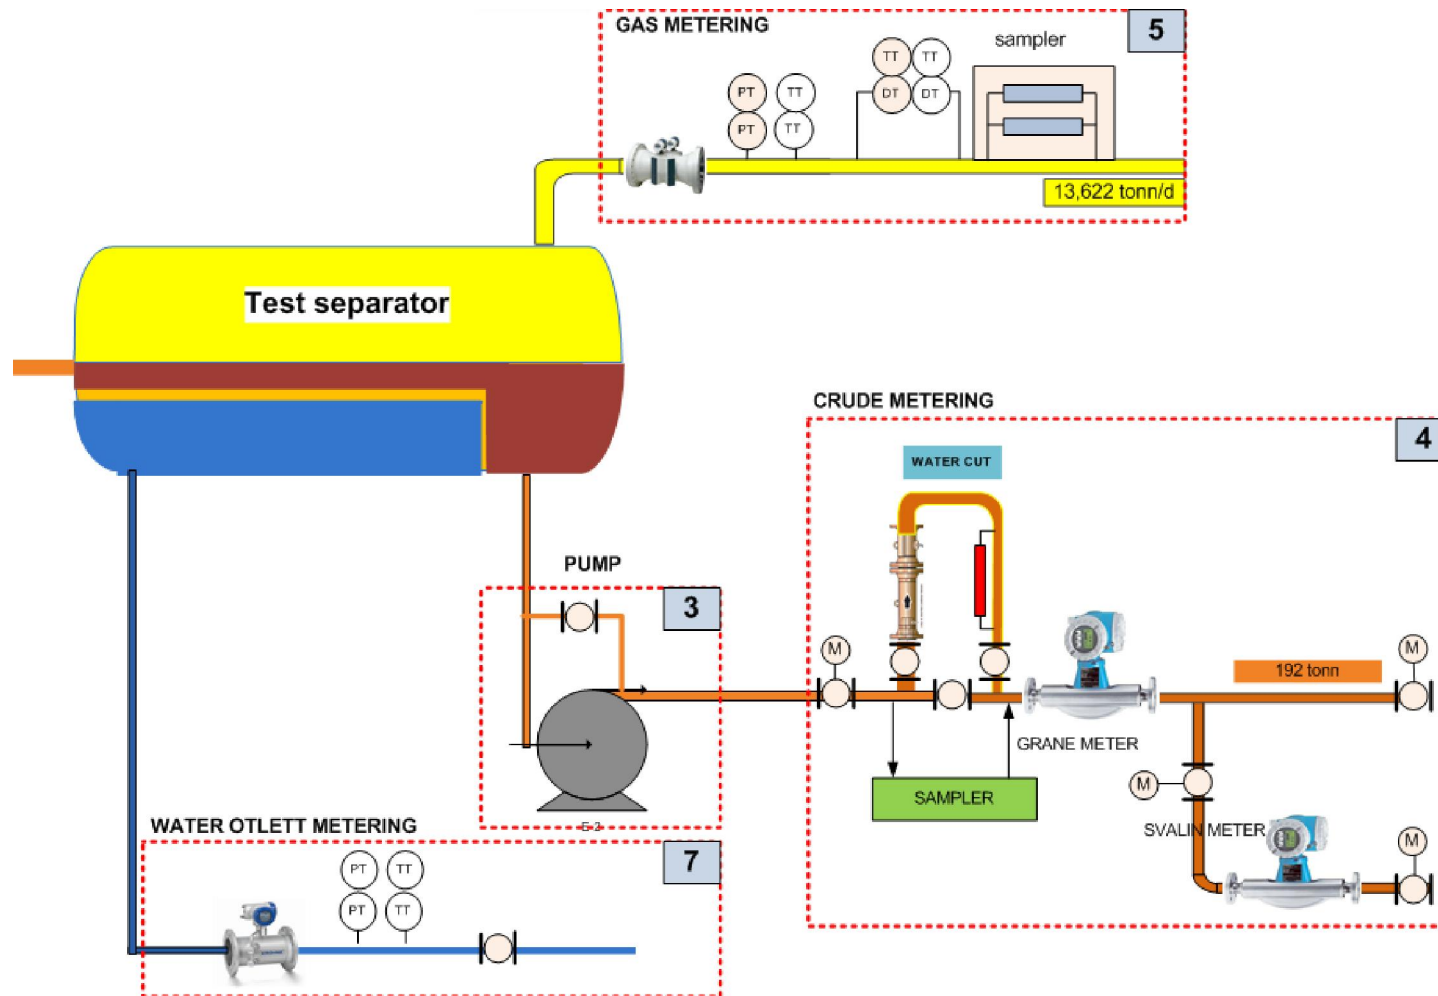 GAS METERING
5
sampler
TT TT
PT TT
DT DT
PT TT
13,622 tonn/d
Test separator
CRUDE METERING
4
WATER CUT
PUMP
3
M
M
192 tonn
GRANE METER
M
SAMPLER
SVALIN METER
M
WATER OTLETT METERING
7
PT TT
PT TT